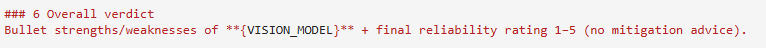 ### 6 Overall verdict
Bullet strengths/weaknesses of **{VISION_MODEL}** + final reliability rating 1–5 (no mitigation advice).